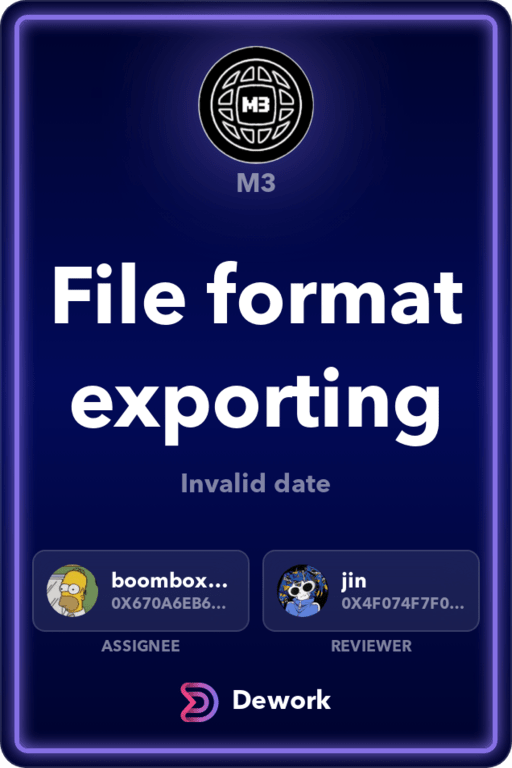 M3
M3
File format
exporting
Invalid date
boombox...
0X670A6EB6...
jin
0X4F074F7F0...
ASSIGNEE
REVIEWER
Dework